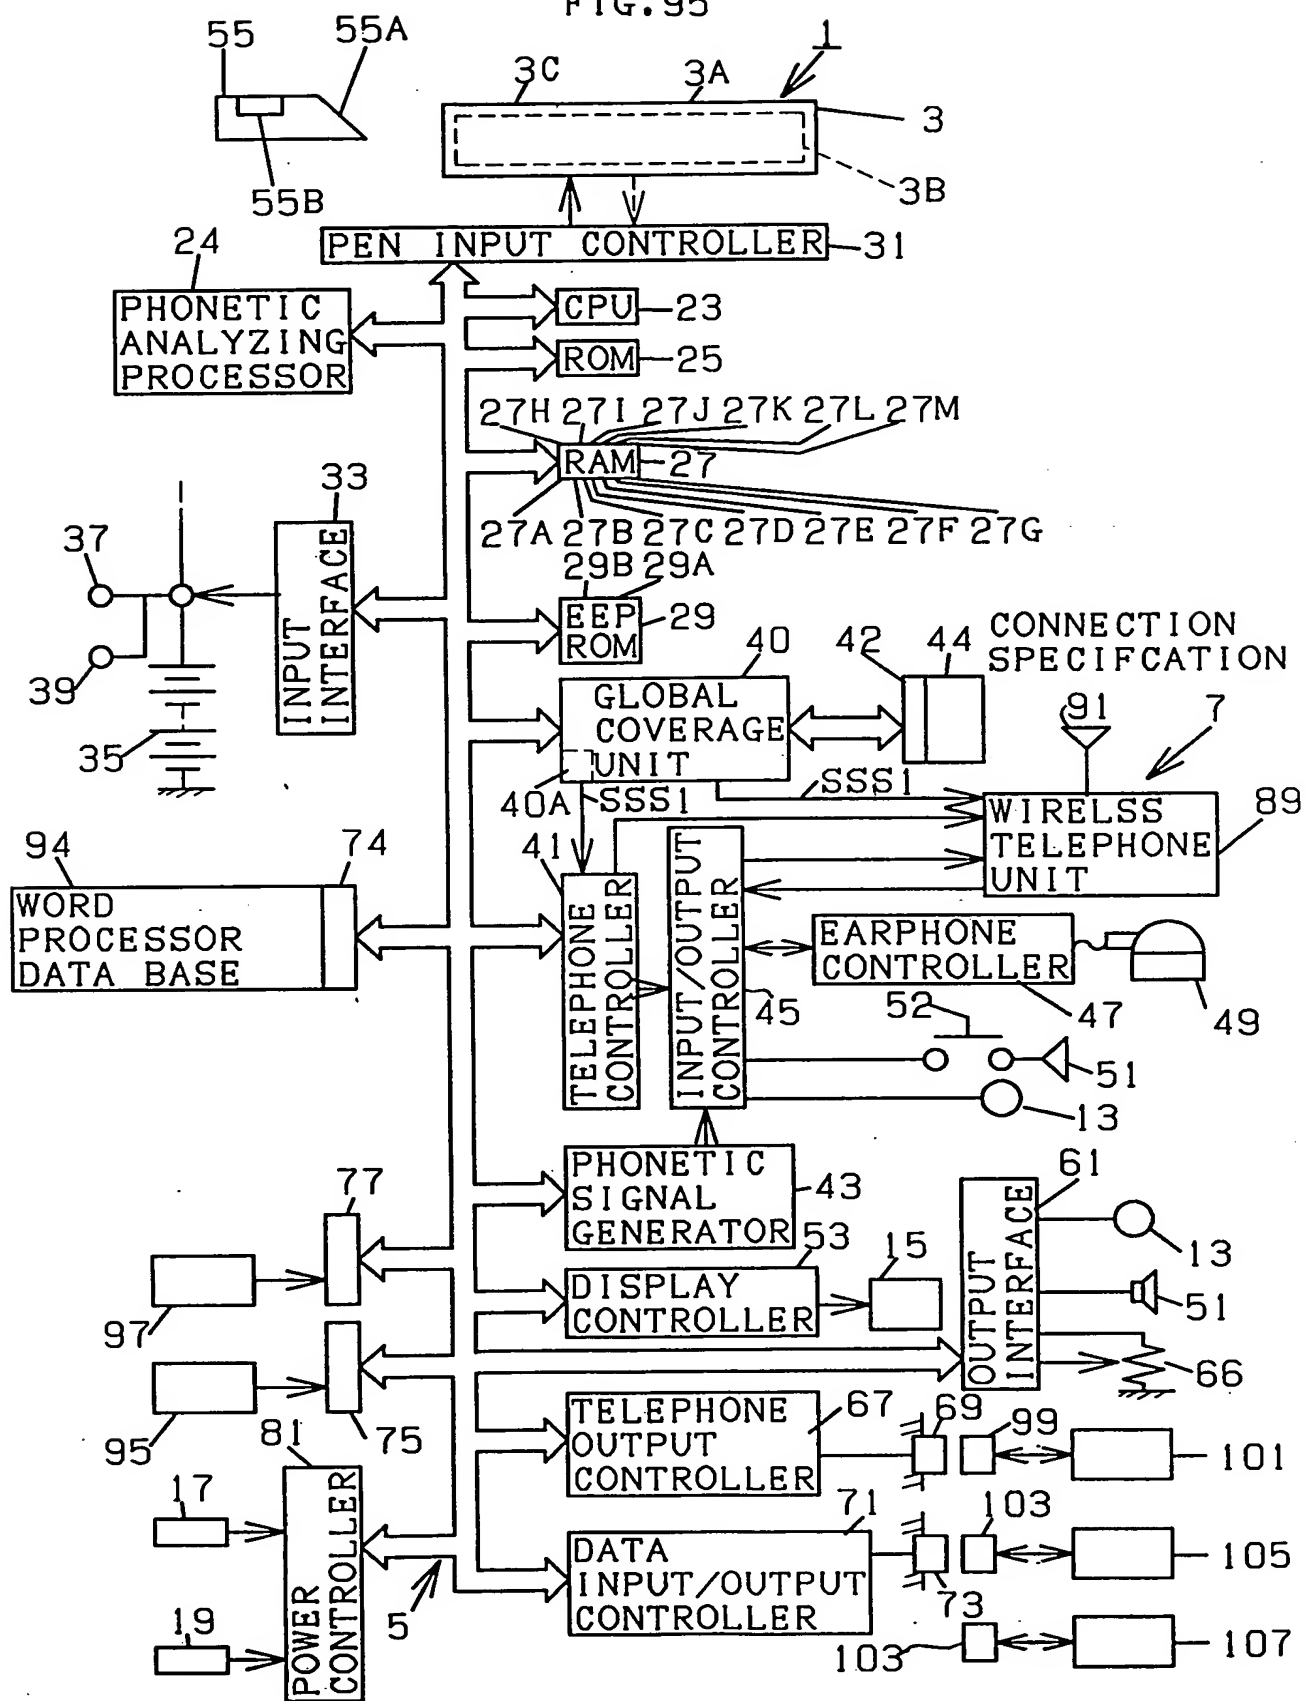 FIG.95
55
55A
3C
3A
1
3
3B
55B
24
PEN INPUT CONTROLLER
31
PHONETIC
ANALYZING
PROCESSOR
CPU
23
ROM
25
27H 27I 27J 27K 27L 27M
RAM
27
27A 27B 27C 27D 27E 27F 27G
33
37
39
35
INPUT
INTERFACE
29B 29A
EEP
ROM
29
40
42
44
CONNECTION
SPECIFCATION
GLOBAL
COVERAGE
UNIT
40A
SSS1
SSS1
91
7
WIRELSS
TELEPHONE
UNIT
89
94
74
WORD
PROCESSOR
DATA BASE
41
TELEPHONE
CONTROLLER
INPUT/OUTPUT
CONTROLLER
45
EARPHONE
CONTROLLER
47
49
52
51
13
PHONETIC
SIGNAL
GENERATOR
43
61
OUTPUT
INTERFACE
13
51
66
77
97
95
75
53
DISPLAY
CONTROLLER
15
TELEPHONE
OUTPUT
CONTROLLER
67
69
99
101
81
17
19
POWER
CONTROLLER
5
71
DATA
INPUT/OUTPUT
CONTROLLER
73
103
105
103
107